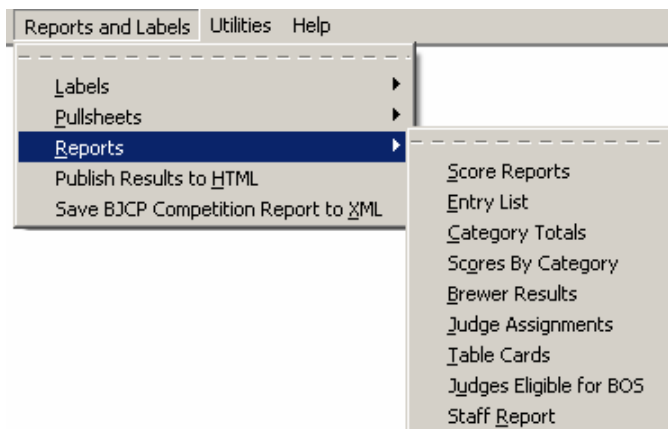 Reports and Labels Utilities Help
Labels
Pullsheets
Reports
Publish Results to HTML
Save BJCP Competition Report to XML
Score Reports
Entry List
Category Totals
Scores By Category
Brewer Results
Judge Assignments
Table Cards
Judges Eligible for BOS
Staff Report